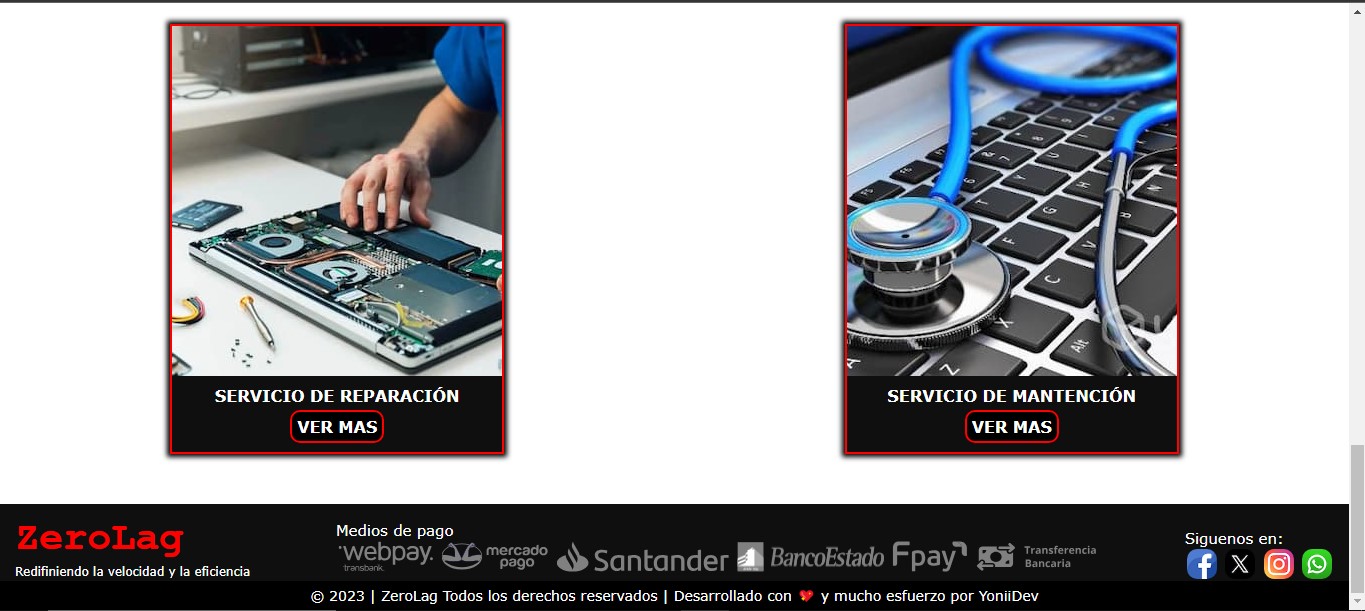 SERVICIO DE REPARACIÓN
VER MAS
SERVICIO DE MANTENCIÓN
VER MAS
ZeroLag
Redifiniendo la velocidad y la eficiencia
Medios de pago
webpay.
transbank.
mercado
pago
Santander
BancoEstado
Fpay
Transferencia
Bancaria
Siguenos en:
© 2023 | ZeroLag Todos los derechos reservados | Desarrollado con 💖 y mucho esfuerzo por YoniiDev